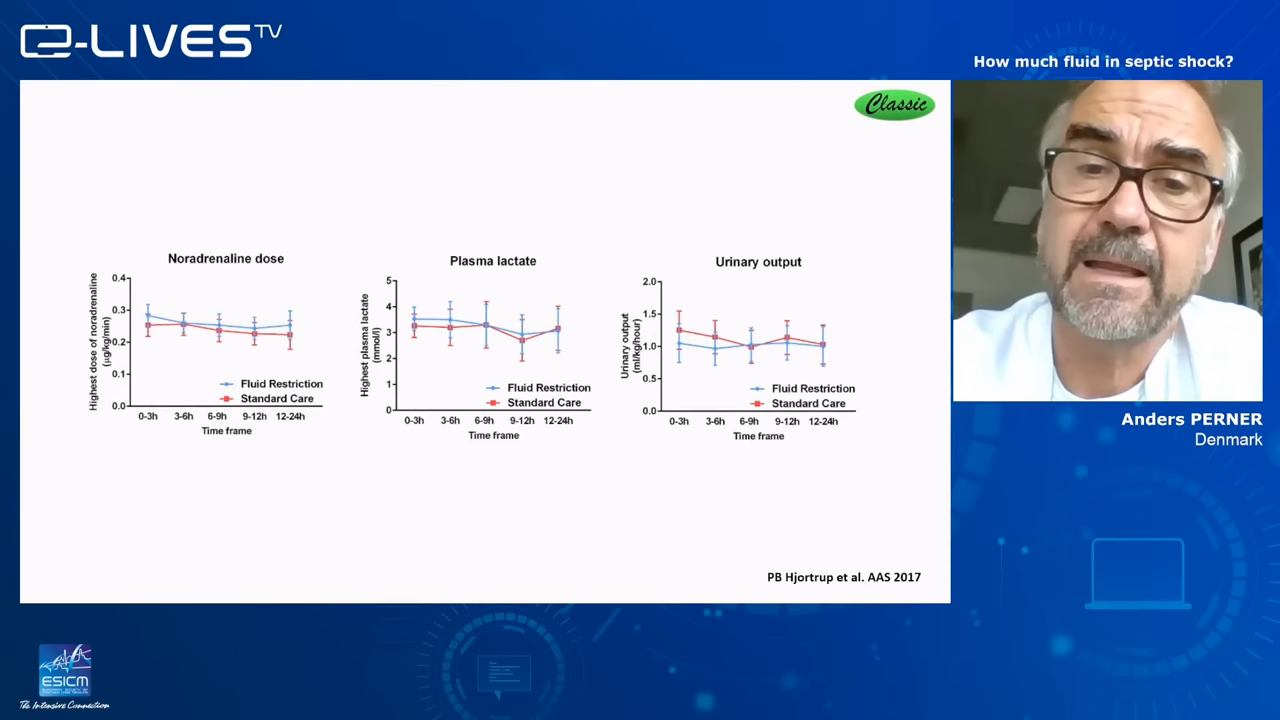 e-LIVES TV
How much fluid in septic shock?
Classic
Noradrenaline dose
Highest dose of noradrenaline
(µg/kg/min)
0.4
0.3
0.2
0.1
0.0
Fluid Restriction
Standard Care
0-3h 3-6h 6-9h 9-12h 12-24h
Time frame
Plasma lactate
Highest plasma lactate
(mmol/l)
5
4
3
2
1
0
Fluid Restriction
Standard Care
0-3h 3-6h 6-9h 9-12h 12-24h
Time frame
Urinary output
Urinary output
(ml/kg/hour)
2.0
1.5
1.0
0.5
0.0
Fluid Restriction
Standard Care
0-3h 3-6h 6-9h 9-12h 12-24h
Time frame
PB Hjortrup et al. AAS 2017
Anders PERNER
Denmark
ESICM
The Intensive Connection